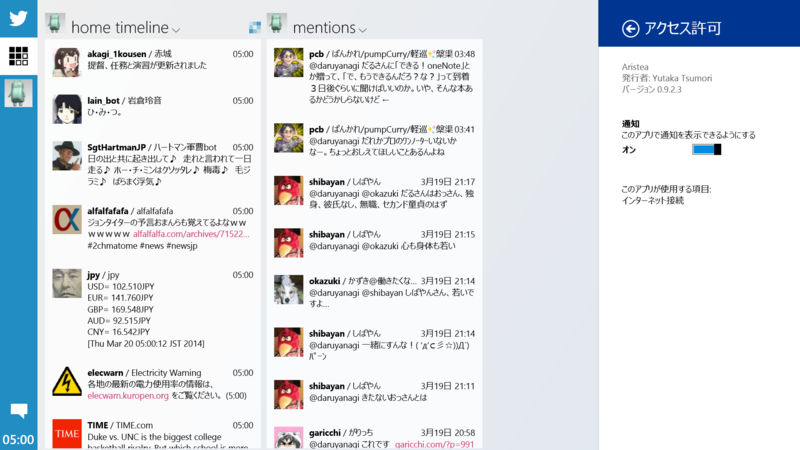 home timeline
akagi_1kousen / 赤城 05:00
提督、任務と演習が更新されました
lain_bot / 岩倉玲音 05:00
ひ・み・つ。
SgtHartmanJP / ハートマン軍曹bot 05:00
日の出と共に起き出して♪ 走れと言われて一日
走る♪ ホー・チ・ミンはクソッタレ♪ 梅毒♪ 毛ジ
ラミ♪ ばらまく浮気♪
alfalfafafa / alfalfafafa 05:00
ジョンタイターの予言おまんらも覚えてるよなｗｗ
ｗｗｗｗｗ alfalfalfa.com/archives/71522...
#2chmatome #news #newsjp
jpy / jpy 05:00
USD= 102.510JPY
EUR= 141.760JPY
GBP= 169.548JPY
AUD= 92.515JPY
CNY= 16.542JPY
[Thu Mar 20 05:00:12 JST 2014]
elecwarn / Electricity Warning 05:00
各地の最新の電力使用率の情報は、
elecwarn.kuropen.org をご覧ください。 (5:00)
TIME
TIME / TIME.com 05:00
Duke vs. UNC is the biggest college
basketball rivalry. But which school is more
05:00
mentions
pcb / ぱんかれ/pumpCurry/軽巡✨槃渠 03:48
@daruyanagi だるさんに「できる！oneNote」と
か贈って、「で、もうできるんだろ？な？」って到着
３日後ぐらいに聞けばいいのか。いや、そんな本あ
るかどうかしらないけど ←
pcb / ぱんかれ/pumpCurry/軽巡✨槃渠 03:41
@daruyanagi だれかプロのワンノーターいないか
なー。ちょっとおしえてほしいことあるんよね
shibayan / しばやん 3月19日 21:17
@daruyanagi @okazuki だるさんはおっさん、独
身、彼氏なし、無職、セカンド童貞のはず
shibayan / しばやん 3月19日 21:14
@daruyanagi @okazuki 心も身体も若い
okazuki / かずき@働きたくな... 3月19日 21:14
@daruyanagi @shibayan しばやんさん、若いで
すよ...
shibayan / しばやん 3月19日 21:14
@daruyanagi 一緒にすんな！( 'д'⊂彡☆))Д´)
ﾊﾟｰﾝ
shibayan / しばやん 3月19日 21:11
@daruyanagi きたないおっさんとは
garicchi / がりっち 3月19日 20:58
@daruyanagi これです garicchi.com/?p=991
アクセス許可
Aristea
発行者: Yutaka Tsumori
バージョン 0.9.2.3
通知
このアプリで通知を表示できるようにする
オン
このアプリが使用する項目:
インターネット接続